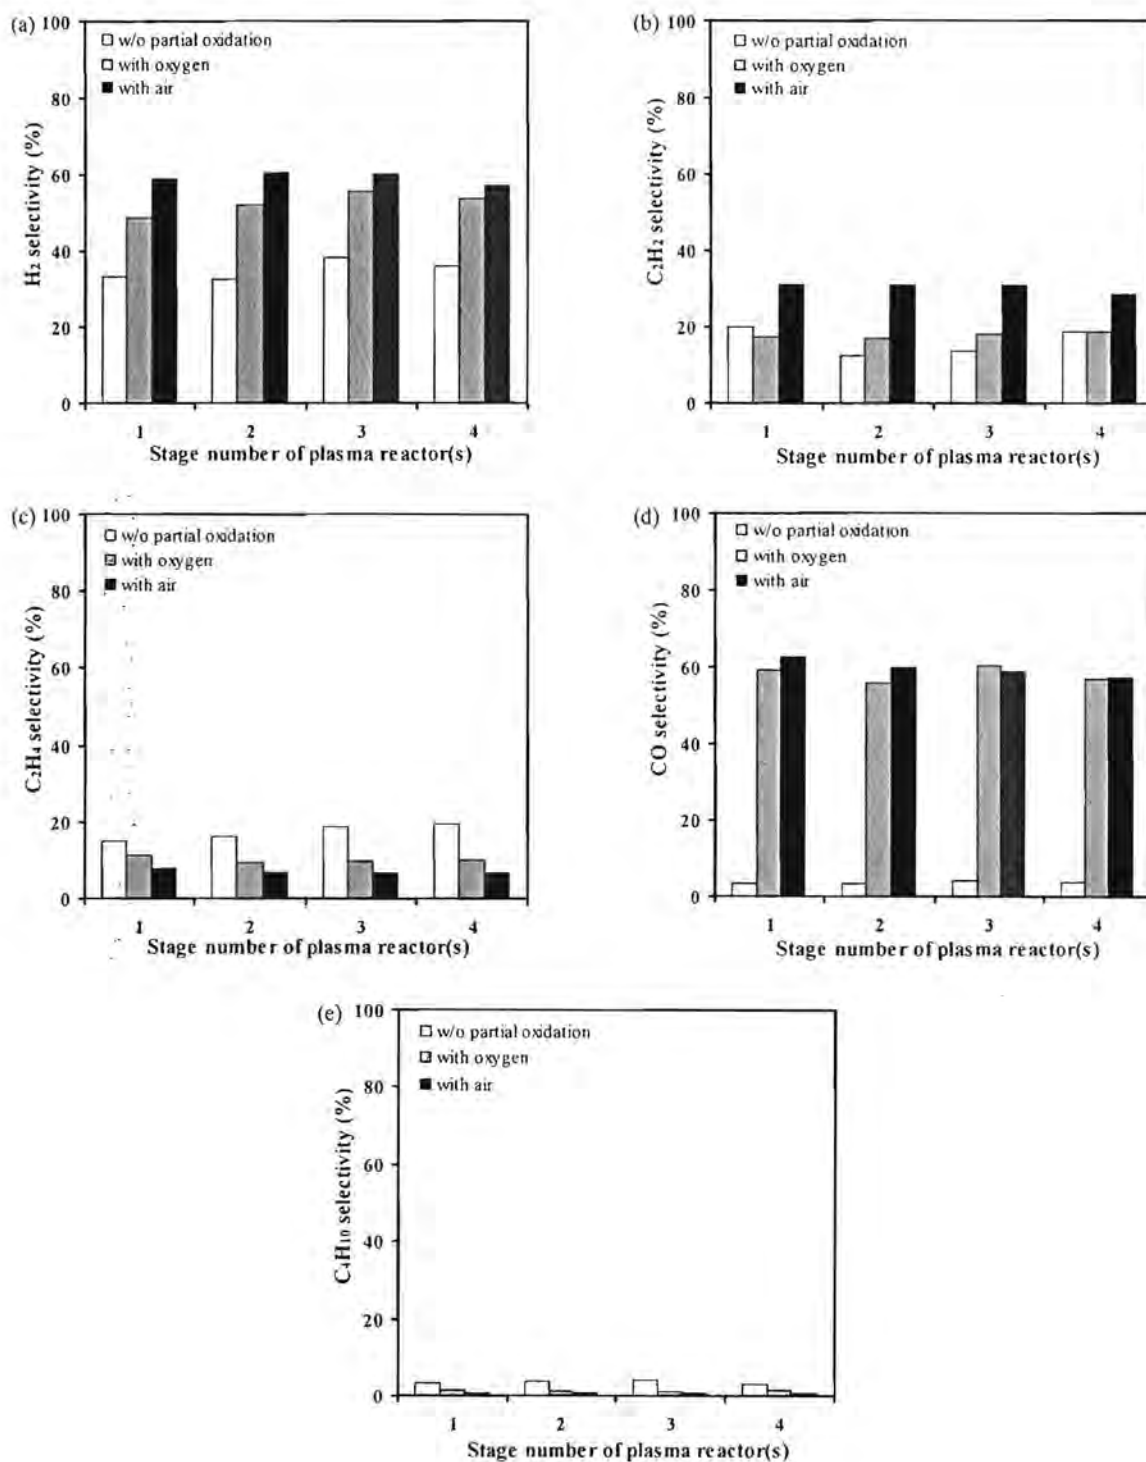 (a)
100
80
60
40
20
0
H2 selectivity (%)
w/o partial oxidation
with oxygen
with air
1 2 3 4
Stage number of plasma reactor(s)
(b)
100
80
60
40
20
0
C2H2 selectivity (%)
w/o partial oxidation
with oxygen
with air
1 2 3 4
Stage number of plasma reactor(s)
(c)
100
80
60
40
20
0
C2H4 selectivity (%)
w/o partial oxidation
with oxygen
with air
1 2 3 4
Stage number of plasma reactor(s)
(d)
100
80
60
40
20
0
CO selectivity (%)
w/o partial oxidation
with oxygen
with air
1 2 3 4
Stage number of plasma reactor(s)
(e)
100
80
60
40
20
0
C4H10 selectivity (%)
w/o partial oxidation
with oxygen
with air
1 2 3 4
Stage number of plasma reactor(s)